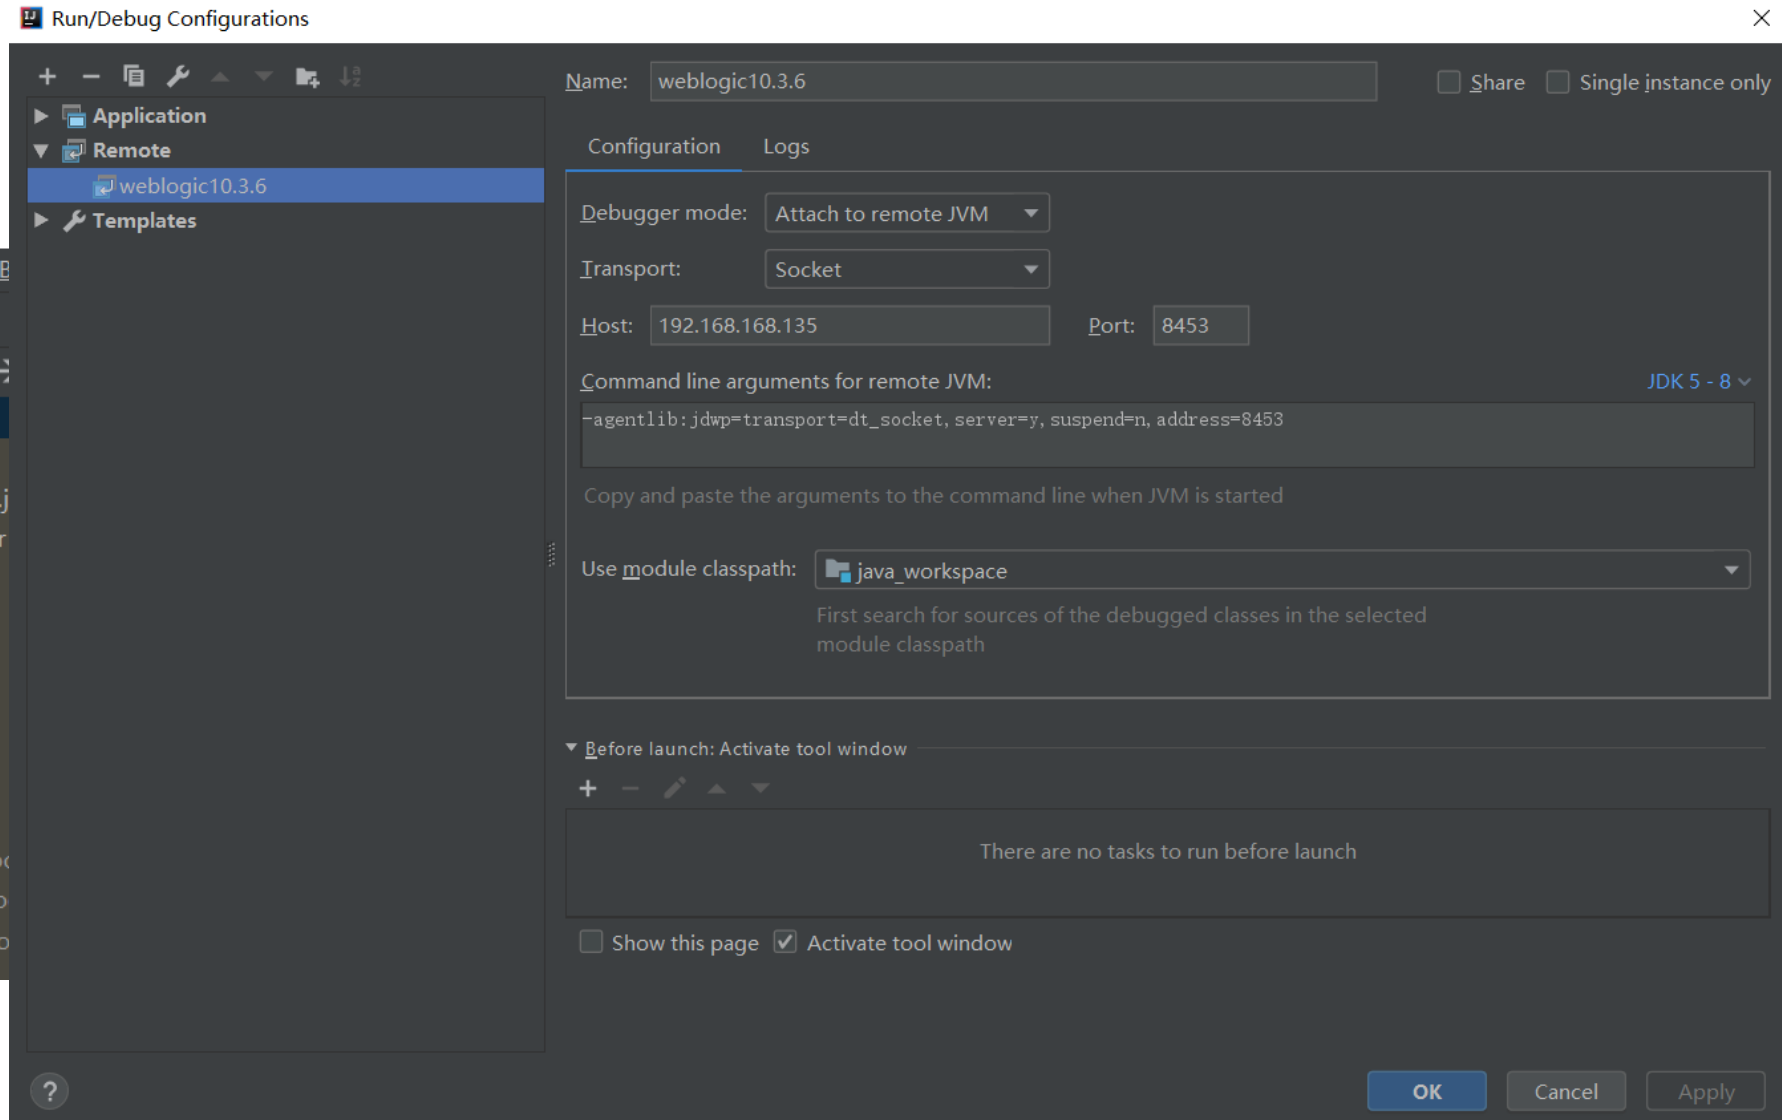 Run/Debug Configurations
Application
Remote
weblogic10.3.6
Templates
Name: weblogic10.3.6
Share
Single instance only
Configuration Logs
Debugger mode: Attach to remote JVM
Transport: Socket
Host: 192.168.168.135 Port: 8453
Command line arguments for remote JVM: JDK 5 - 8
-agentlib:jdwp=transport=dt_socket,server=y,suspend=n,address=8453
Copy and paste the arguments to the command line when JVM is started
Use module classpath: java_workspace
First search for sources of the debugged classes in the selected
module classpath
Before launch: Activate tool window
There are no tasks to run before launch
Show this page Activate tool window
? OK Cancel Apply